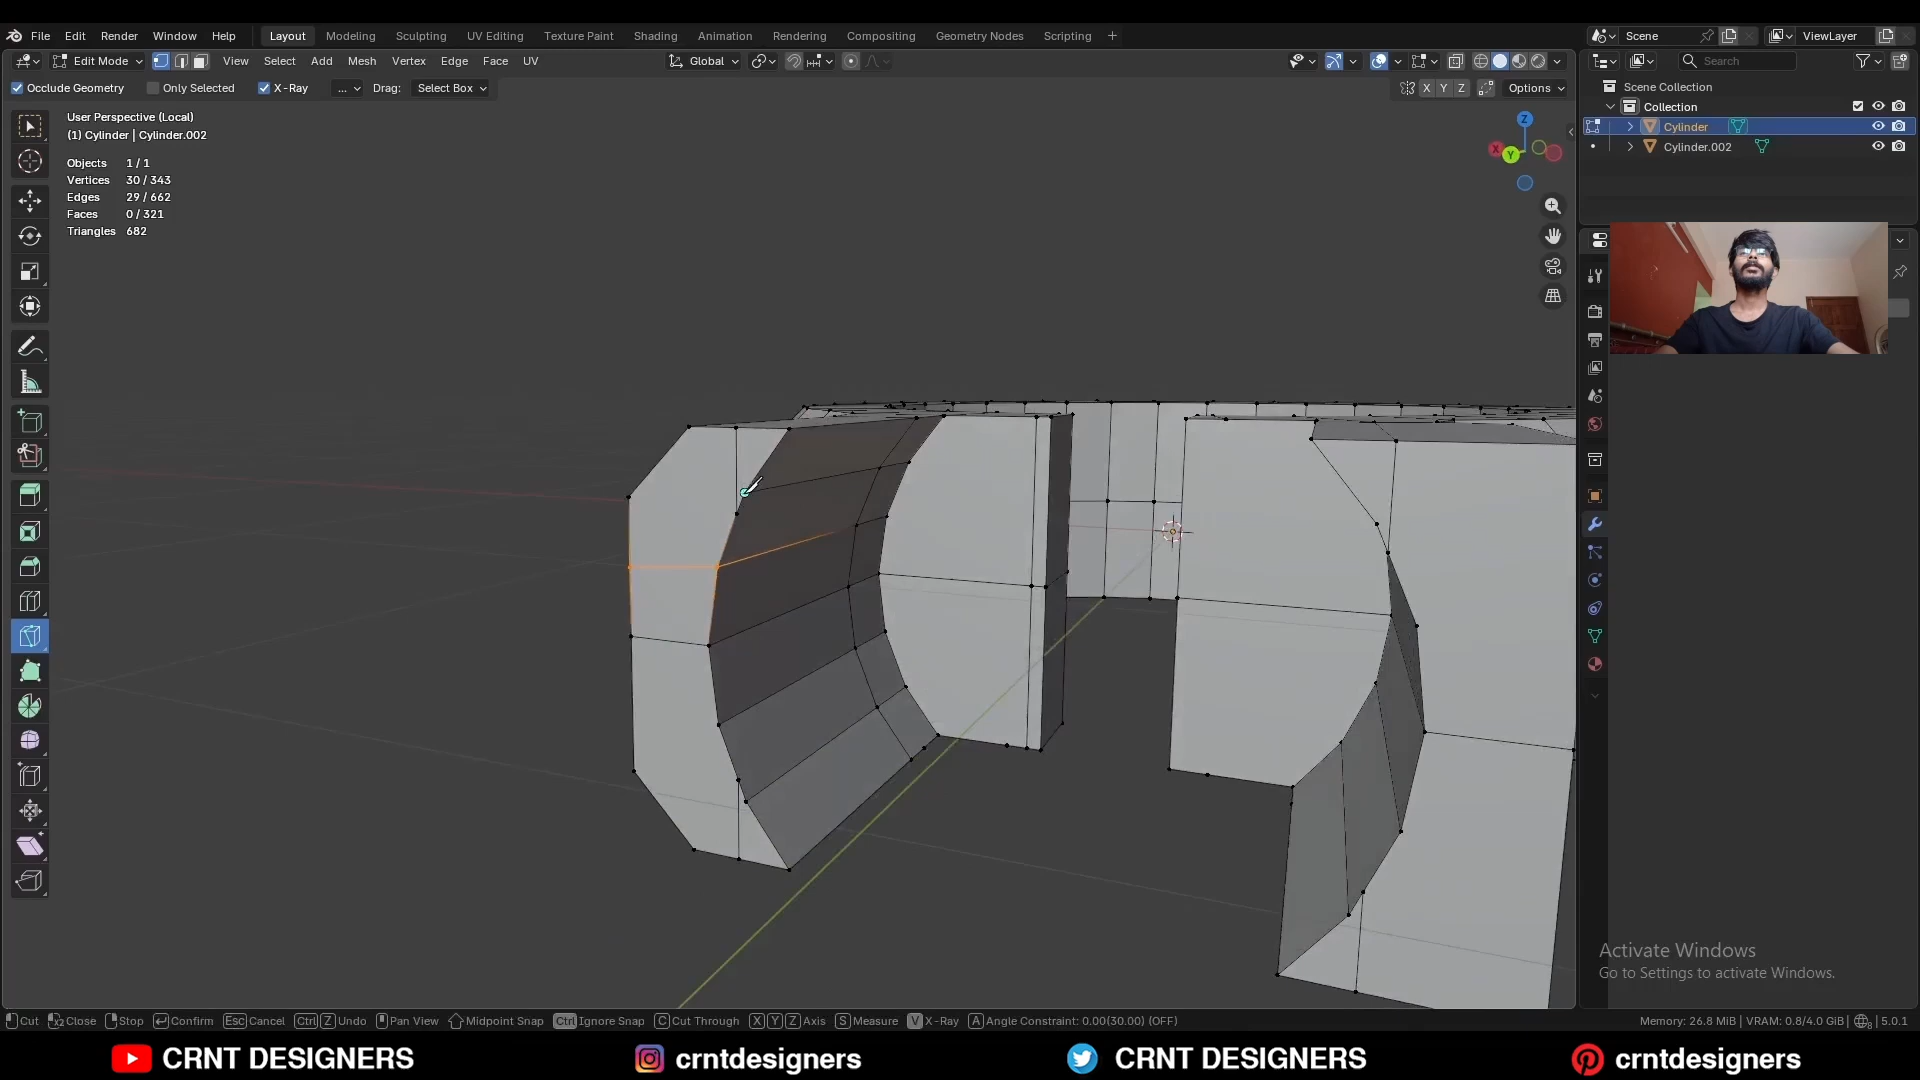 File Edit Render Window Help Layout Modeling Sculpting UV Editing Texture Paint Shading Animation Rendering Compositing Geometry Nodes Scripting + Scene ViewLayer
Edit Mode View Select Add Mesh Vertex Edge Face UV Global Search
Occlude Geometry Only Selected X-Ray ... Drag: Select Box X Y Z Options
Scene Collection
Collection
Cylinder
Cylinder.002
User Perspective (Local)
(1) Cylinder | Cylinder.002
Objects 1 / 1
Vertices 30 / 343
Edges 29 / 662
Faces 0 / 321
Triangles 682
Z
X
Y
Activate Windows
Go to Settings to activate Windows.
Cut Close Stop Confirm Esc Cancel Ctrl Z Undo Pan View Midpoint Snap Ctrl Ignore Snap C Cut Through X Y Z Axis S Measure V X-Ray A Angle Constraint: 0.00(30.00) (OFF) Memory: 26.8 MiB | VRAM: 0.8/4.0 GiB 5.0.1
CRNT DESIGNERS crntdesigners CRNT DESIGNERS crntdesigners